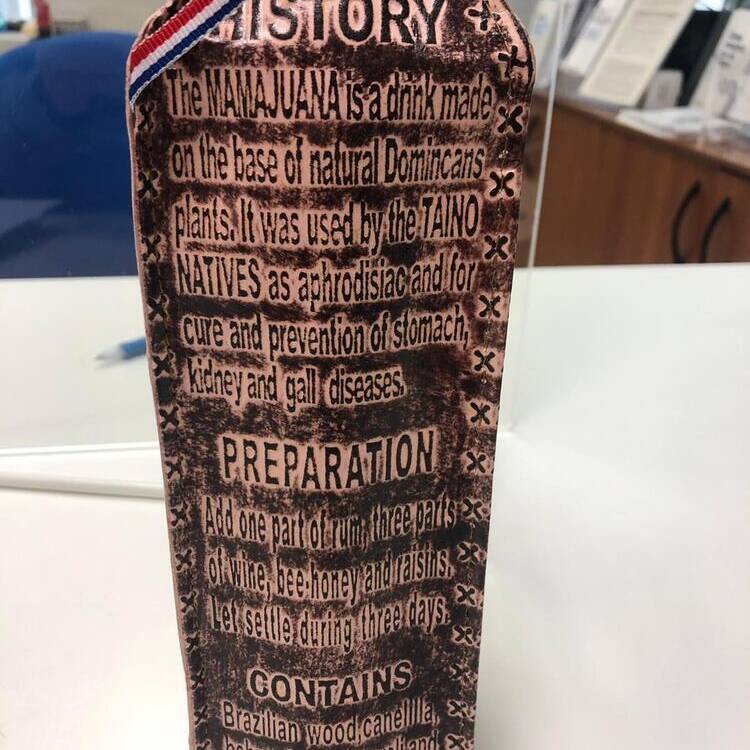 HISTORY
The MAMAJUANA is a drink made
on the base of natural Domincans
plants. It was used by the TAINO
NATIVES as aphrodisiac and for
cure and prevention of stomach,
kidney and gall diseases.
PREPARATION
Add one part of rum, three parts
of wine, bee-honey and raisins.
Let settle during three days.
CONTAINS
Brazilian wood, canellla,